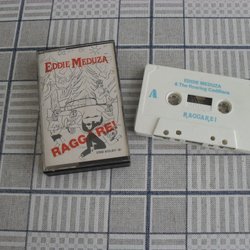 EDDIE MEDUZA
RAGGARE!
EDDIE MEDUZA
& The Roaring Cadillacs
A
RAGGARE!